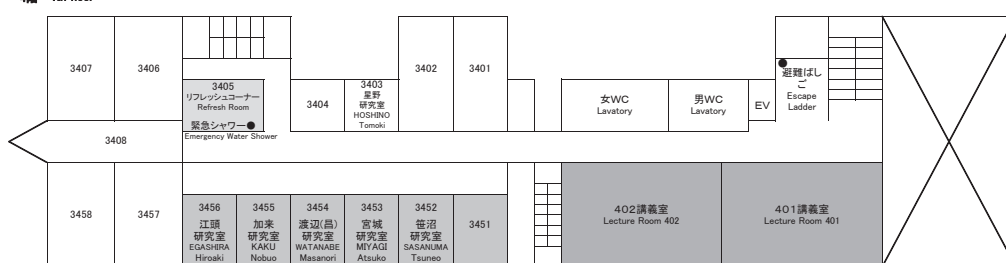 3407
3406
3405
リフレッシュコーナー
Refresh Room
緊急シャワー●
Emergency Water Shower
3404
3403
星野
研究室
HOSHINO
Tomoki
3402
3401
女WC
Lavatory
男WC
Lavatory
EV
避難ばし
ご
Escape
Ladder
3408
3458
3457
3456
江頭
研究室
EGASHIRA
Hiroaki
3455
加来
研究室
KAKU
Nobuo
3454
渡辺(昌)
研究室
WATANABE
Masanori
3453
宮城
研究室
MIYAGI
Atsuko
3452
笹沼
研究室
SASANUMA
Tsuneo
3451
402講義室
Lecture Room 402
401講義室
Lecture Room 401